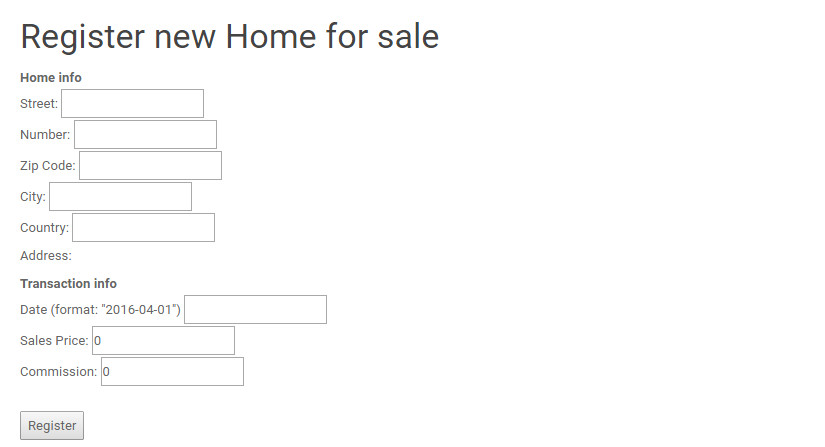 Register new Home for sale
Home info
Street:
Number:
Zip Code:
City:
Country:
Address:
Transaction info
Date (format: "2016-04-01")
Sales Price: 0
Commission: 0
Register